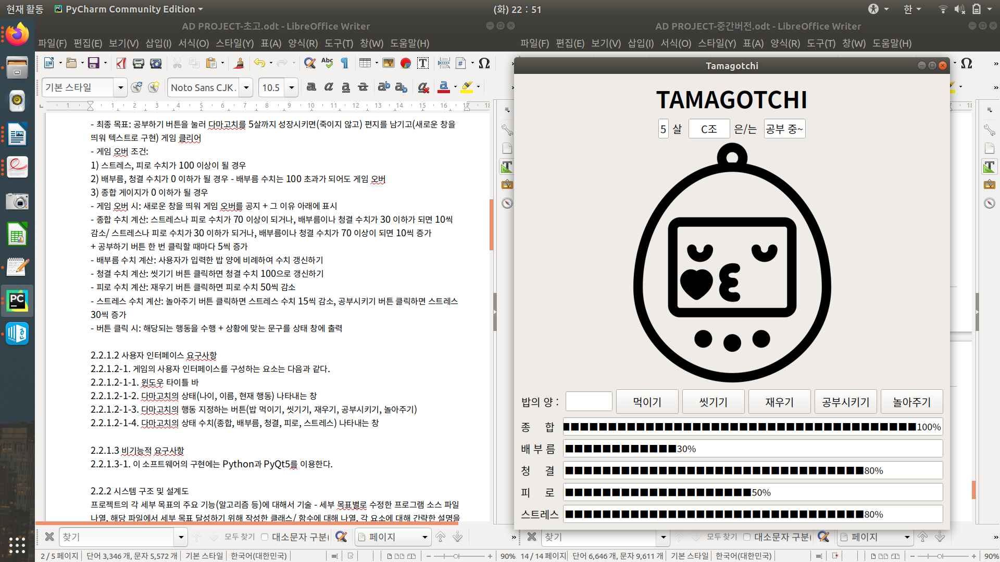 현재 활동
PyCharm Community Edition
(화) 22 : 51
한
AD PROJECT-초고.odt - LibreOffice Writer
파일(F) 편집(E) 보기(V) 삽입(I) 서식(O) 스타일(Y) 표(A) 양식(R) 도구(T) 창(W) 도움말(H)
기본 스타일
Noto Sans CJK
10.5
- 최종 목표: 공부하기 버튼을 눌러 다마고치를 5살까지 성장시키면(죽이지 않고) 편지를 남기고(새로운 창을
띄워 텍스트로 구현) 게임 클리어
- 게임 오버 조건:
1) 스트레스, 피로 수치가 100 이상이 될 경우
2) 배부름, 청결 수치가 0 이하가 될 경우 - 배부름 수치는 100 초과가 되어도 게임 오버
3) 종합 게이지가 0 이하가 될 경우
- 게임 오버 시: 새로운 창을 띄워 게임 오버를 공지 + 그 이유 아래에 표시
- 종합 수치 계산: 스트레스나 피로 수치가 70 이상이 되거나, 배부름이나 청결 수치가 30 이하가 되면 10씩
감소/ 스트레스나 피로 수치가 30 이하가 되거나, 배부름이나 청결 수치가 70 이상이 되면 10씩 증가
+ 공부하기 버튼 한 번 클릭할 때마다 5씩 증가
- 배부름 수치 계산: 사용자가 입력한 밥 양에 비례하여 수치 갱신하기
- 청결 수치 계산: 씻기기 버튼 클릭하면 청결 수치 100으로 갱신하기
- 피로 수치 계산: 재우기 버튼 클릭하면 피로 수치 50씩 감소
- 스트레스 수치 계산: 놀아주기 버튼 클릭하면 스트레스 수치 15씩 감소, 공부시키기 버튼 클릭하면 스트레스
30씩 증가
- 버튼 클릭 시: 해당되는 행동을 수행 + 상황에 맞는 문구를 상태 창에 출력
2.2.1.2 사용자 인터페이스 요구사항
2.2.1.2-1. 게임의 사용자 인터페이스를 구성하는 요소는 다음과 같다.
2.2.1.2-1-1. 윈도우 타이틀 바
2.2.1.2-1-2. 다마고치의 상태(나이, 이름, 현재 행동) 나타내는 창
2.2.1.2-1-3. 다마고치의 행동 지정하는 버튼(밥 먹이기, 씻기기, 재우기, 공부시키기, 놀아주기)
2.2.1.2-1-4. 다마고치의 상태 수치(종합, 배부름, 청결, 피로, 스트레스) 나타내는 창
2.2.1.3 비기능적 요구사항
2.2.1.3-1. 이 소프트웨어의 구현에는 Python과 PyQt5를 이용한다.
2.2.2 시스템 구조 및 설계도
프로젝트의 각 세부 목표의 주요 기능(알고리즘 등)에 대해서 기술 - 세부 목표별로 수정한 프로그램 소스 파일
나열, 해당 파일에서 세부 목표 달성하기 위해 작성한 클래스/ 함수에 대해 나열, 각 요소에 대해 간략한 설명을
찾기
모두 찾기
대소문자 구분(
페이지
2 / 5 페이지
단어 3,346 개, 문자 5,572 개
기본 스타일
한국어(대한민국)
90%
AD PROJECT-중간버전.odt - LibreOffice Writer
파일(F) 편집(E) 보기(V) 삽입(I) 서식(O) 스타일(Y) 표(A) 양식(R) 도구(T) 창(W) 도움말(H)
Tamagotchi
TAMAGOTCHI
5 살 C조 은/는 공부 중~
밥의 양 : 먹이기 씻기기 재우기 공부시키기 놀아주기
종 합 ■■■■■■■■■■■■■■■■■■■■■■■■■■■■■■■■■■■■■■100%
배 부 름 ■■■■■■■■■■■■30%
청 결 ■■■■■■■■■■■■■■■■■■■■■■■■■■■■■■■■80%
피 로 ■■■■■■■■■■■■■■■■■■■■50%
스트레스 ■■■■■■■■■■■■■■■■■■■■■■■■■■■■■■■■80%
찾기
모두 찾기
대소문자 구분(
페이지
14 / 14 페이지
단어 6,646 개, 문자 9,611 개
기본 스타일
한국어(대한민국)
90%